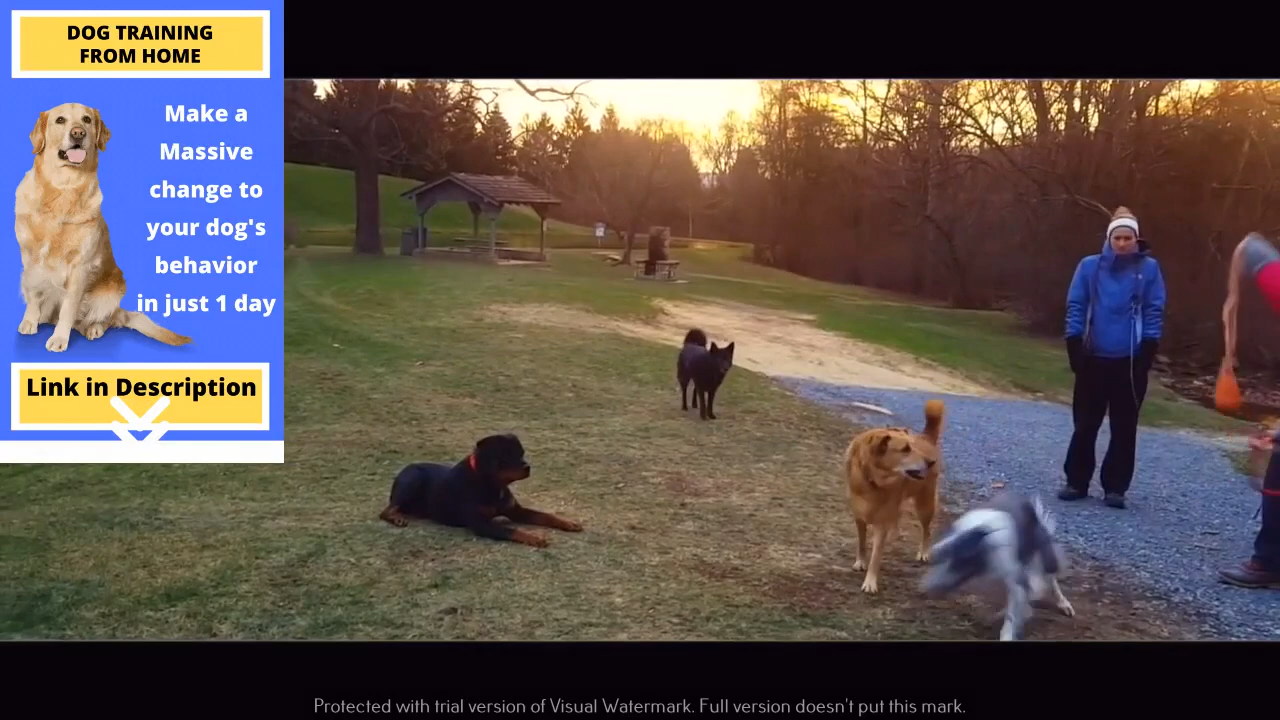 DOG TRAINING
FROM HOME
Make a
Massive
change to
your dog's
behavior
in just 1 day
Link in Description
Protected with trial version of Visual Watermark. Full version doesn't put this mark.